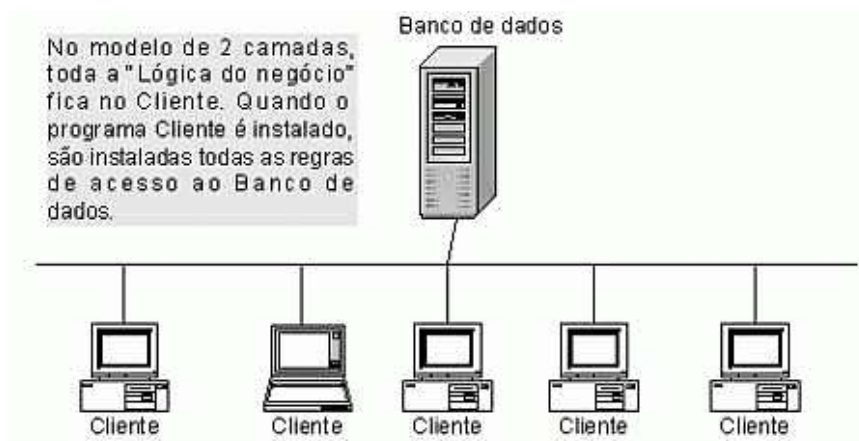 Banco de dados
No modelo de 2 camadas,
toda a "Lógica do negócio"
fica no Cliente. Quando o
programa Cliente é instalado,
são instaladas todas as regras
de acesso ao Banco de
dados.
Cliente
Cliente
Cliente
Cliente
Cliente